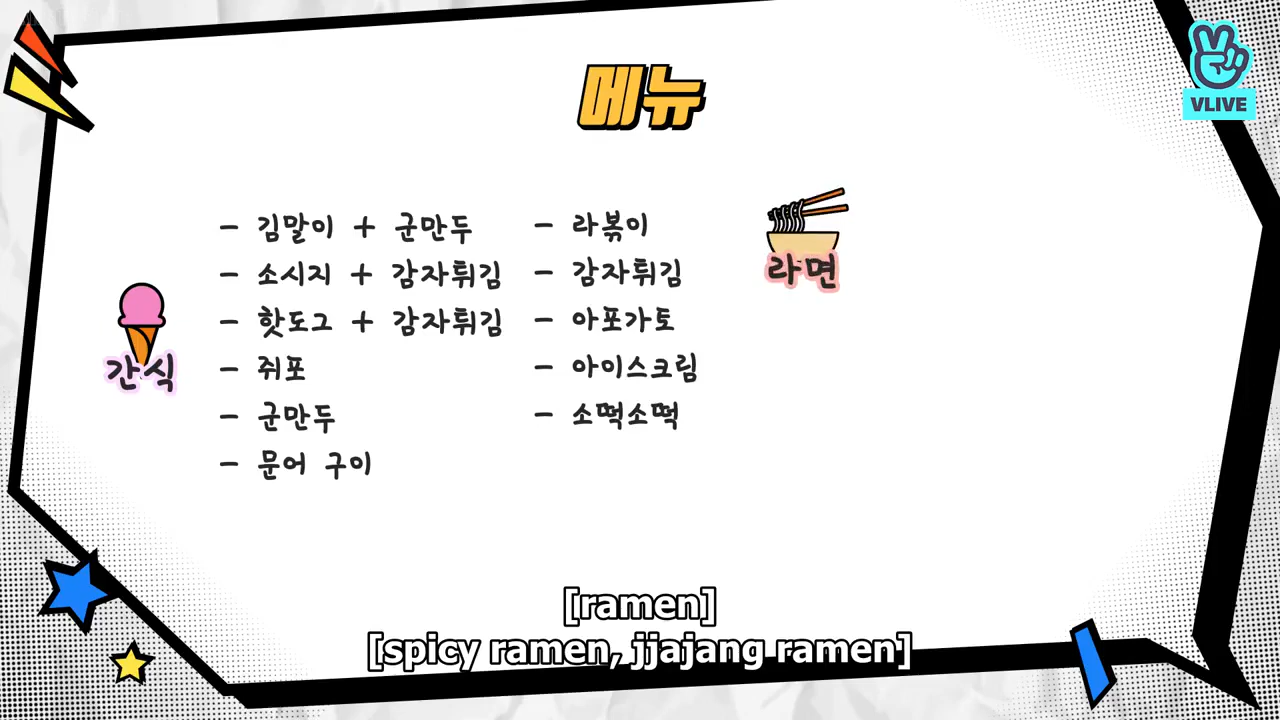 VLIVE
메뉴
간식
- 김말이 + 군만두
- 소시지 + 감자튀김
- 핫도그 + 감자튀김
- 쥐포
- 군만두
- 문어 구이
- 라볶이
- 감자튀김
- 아포가토
- 아이스크림
- 소떡소떡
라면
[ramen]
[spicy ramen, jjajang ramen]